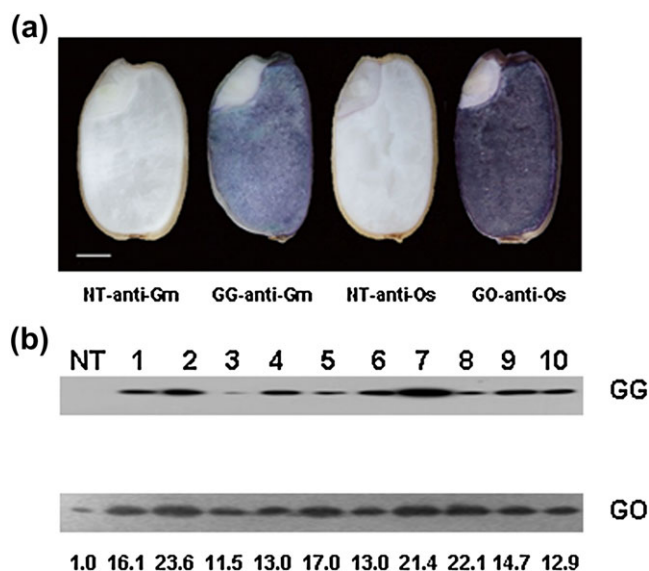 (a)
NT-anti-Gm GG-anti-Gm NT-anti-Os GO-anti-Os
(b)
NT 1 2 3 4 5 6 7 8 9 10
GG
GO
1.0 16.1 23.6 11.5 13.0 17.0 13.0 21.4 22.1 14.7 12.9